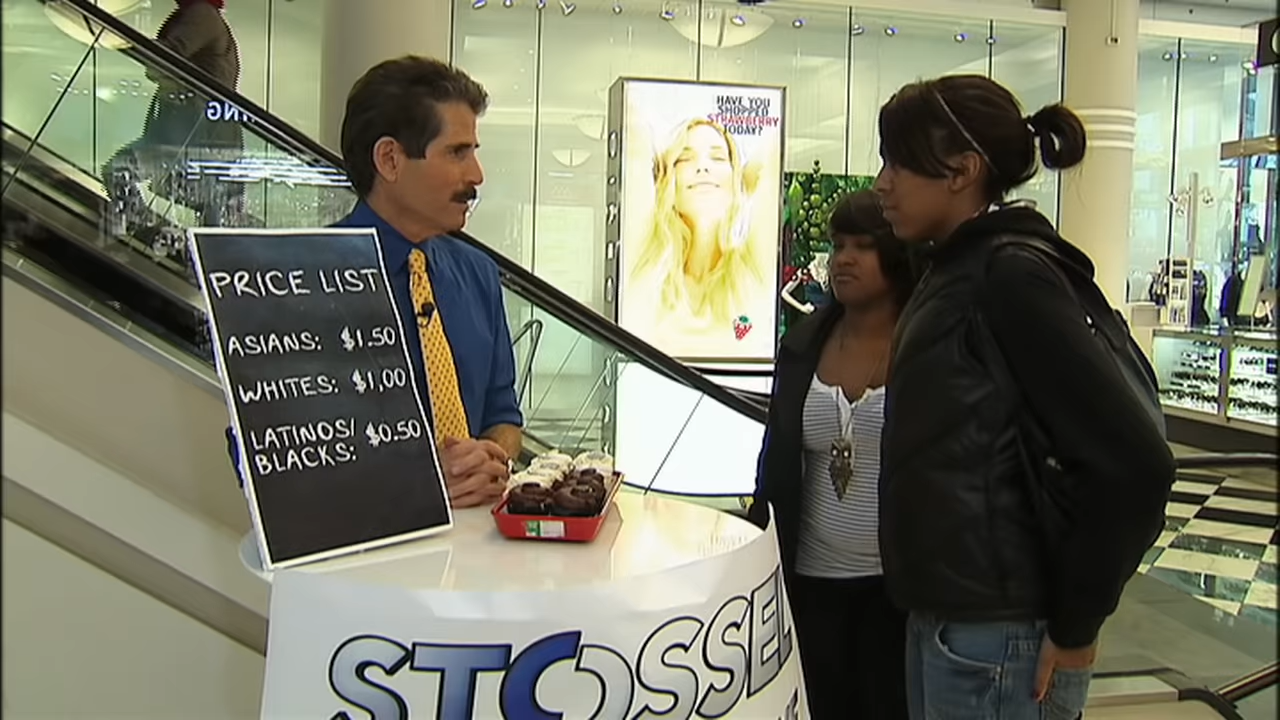 PRICE LIST
ASIANS: $1.50
WHITES: $1,00
LATINOS/
BLACKS: $0.50
HAVE YOU
SHOPPED
STRAWBERRY
TODAY?
STOSSEL